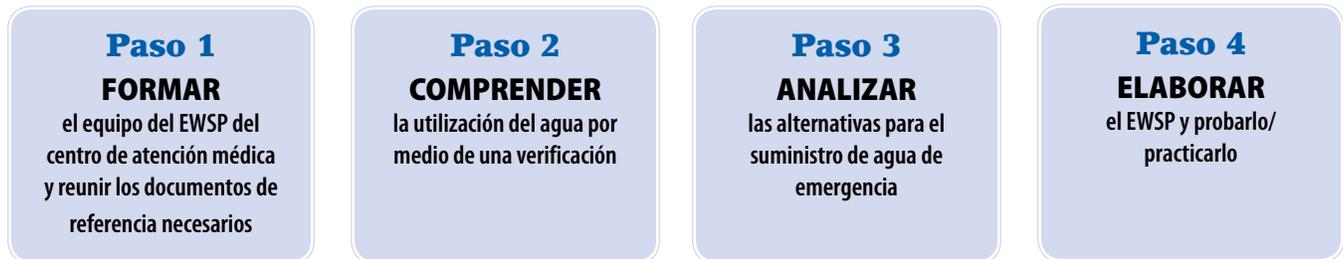 Paso 1
FORMAR
el equipo del EWSP del
centro de atención médica
y reunir los documentos de
referencia necesarios
Paso 2
COMPRENDER
la utilización del agua por
medio de una verificación
Paso 3
ANALIZAR
las alternativas para el
suministro de agua de
emergencia
Paso 4
ELABORAR
el EWSP y probarlo/
practicarlo